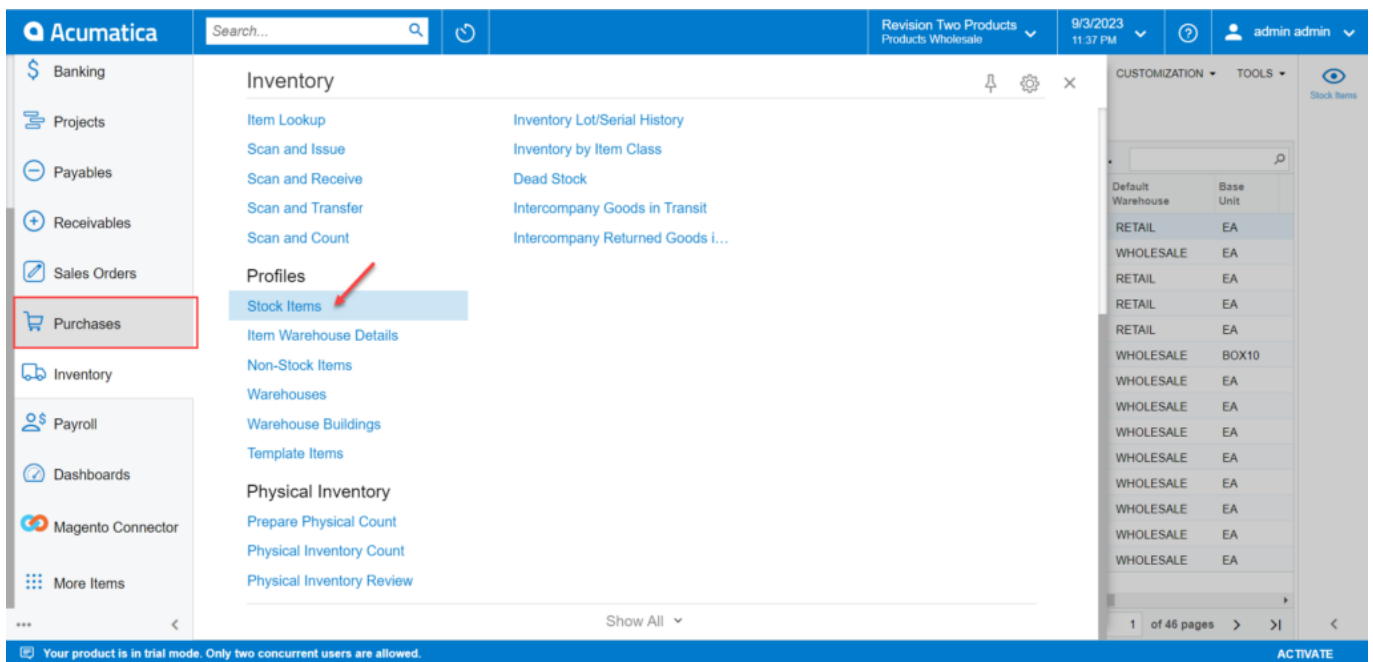 Acumatica
Search...
Revision Two Products
Products Wholesale
9/3/2023
11:37 PM
admin admin
Banking
Projects
Payables
Receivables
Sales Orders
Purchases
Inventory
Payroll
Dashboards
Magento Connector
More Items
Inventory
Item Lookup
Scan and Issue
Scan and Receive
Scan and Transfer
Scan and Count
Profiles
Stock Items
Item Warehouse Details
Non-Stock Items
Warehouses
Warehouse Buildings
Template Items
Physical Inventory
Prepare Physical Count
Physical Inventory Count
Physical Inventory Review
Inventory Lot/Serial History
Inventory by Item Class
Dead Stock
Intercompany Goods in Transit
Intercompany Returned Goods i...
Show All
CUSTOMIZATION TOOLS
Stock Items
Default Warehouse Base Unit
RETAIL EA
WHOLESALE EA
RETAIL EA
RETAIL EA
RETAIL EA
WHOLESALE BOX10
WHOLESALE EA
WHOLESALE EA
WHOLESALE EA
WHOLESALE EA
WHOLESALE EA
WHOLESALE EA
WHOLESALE EA
WHOLESALE EA
1 of 46 pages
Your product is in trial mode. Only two concurrent users are allowed.
ACTIVATE